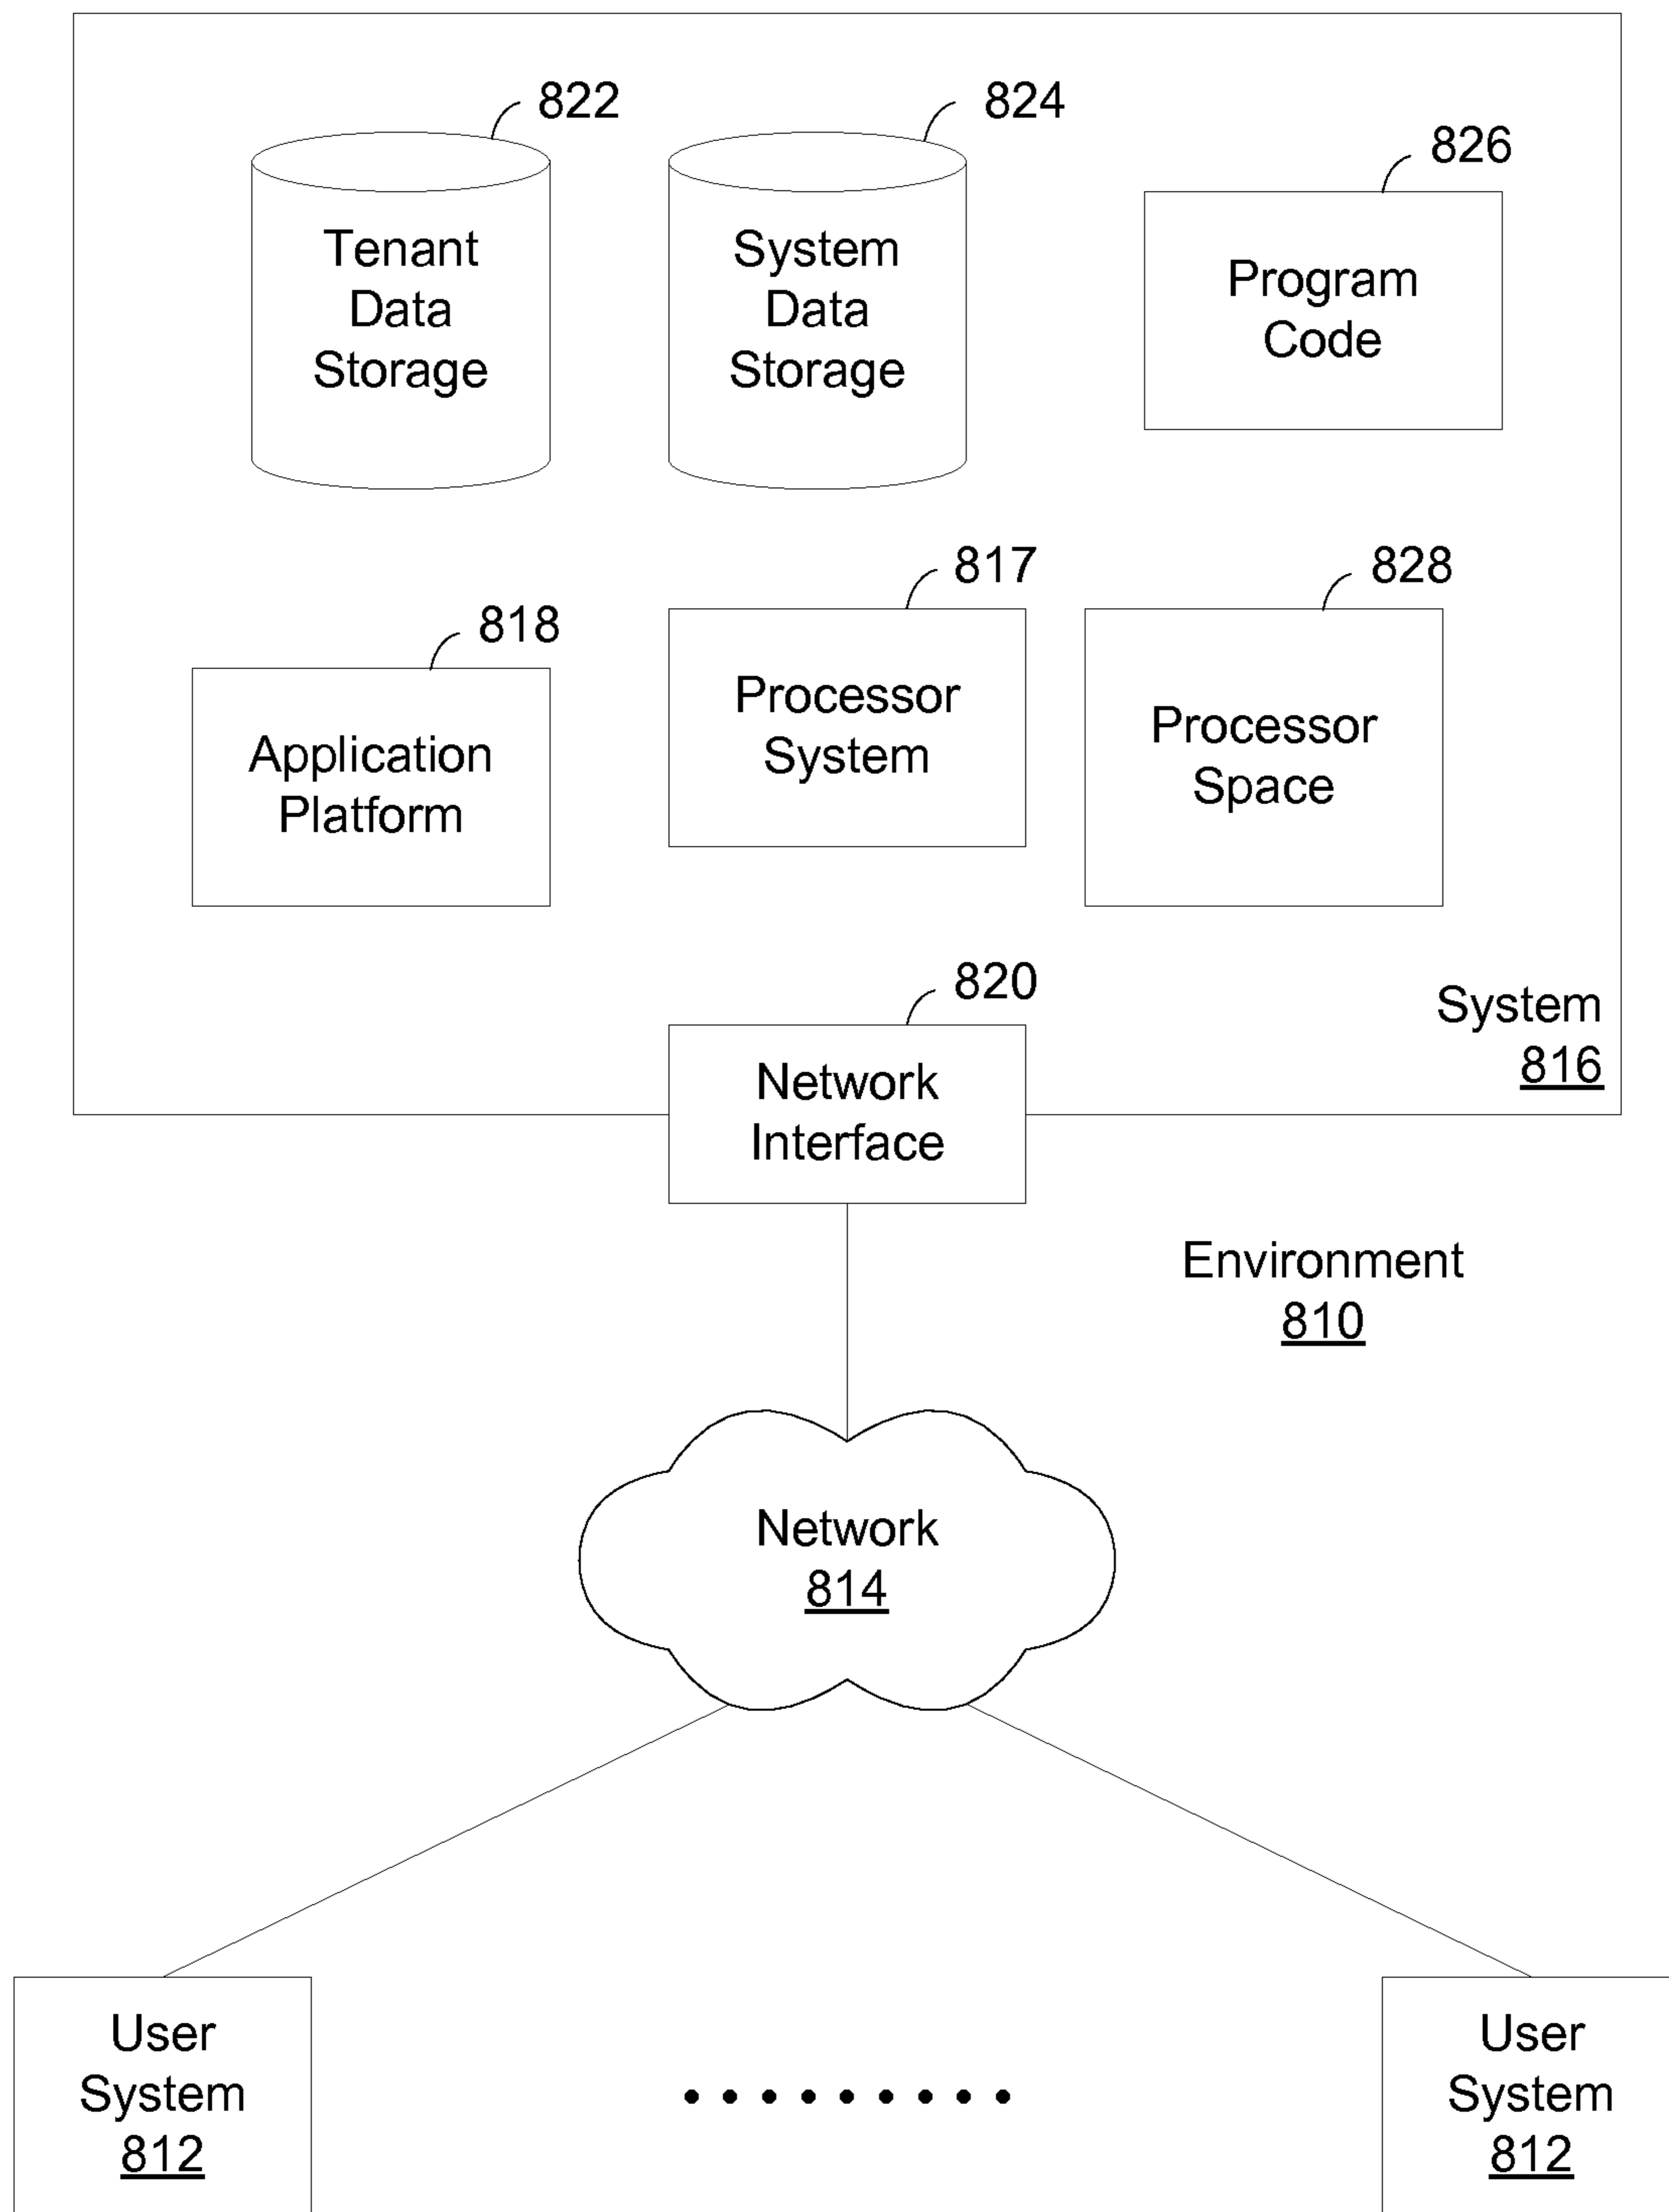 822
Tenant
Data
Storage
824
System
Data
Storage
826
Program
Code
818
Application
Platform
817
Processor
System
828
Processor
Space
820
Network
Interface
System
816
Environment
810
Network
814
User
System
812
User
System
812